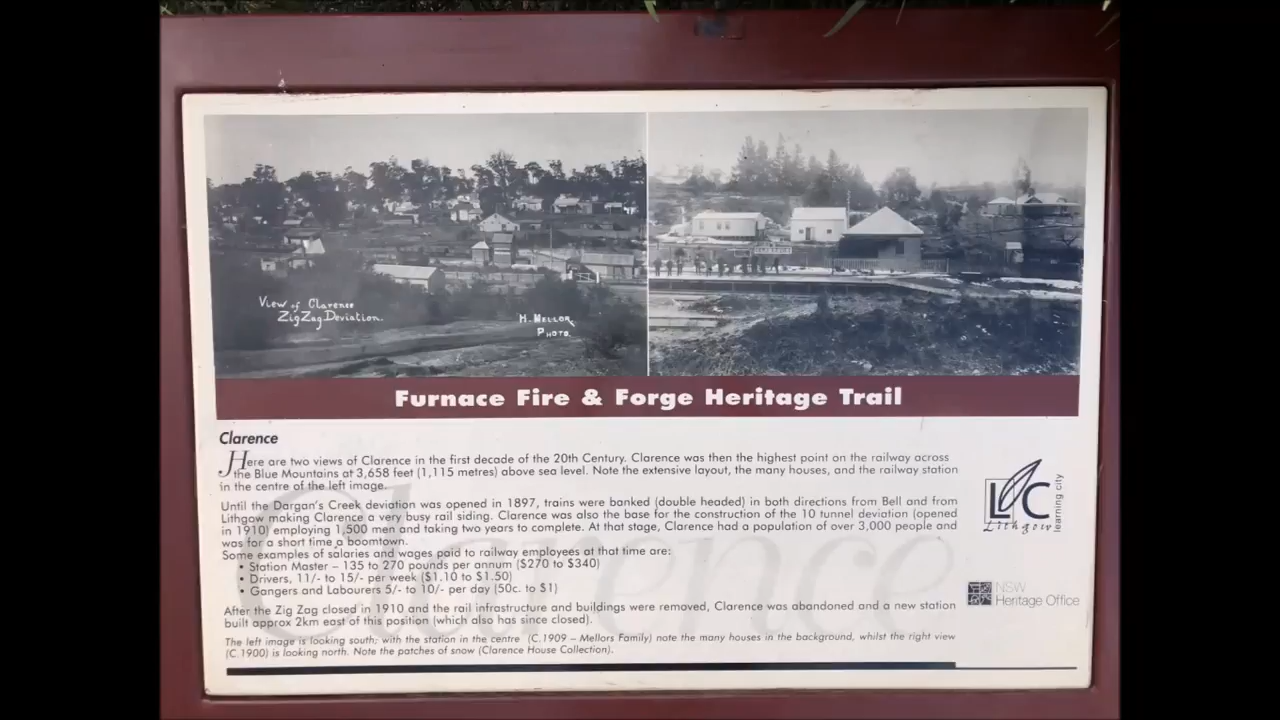 View of Clarence
ZigZag Deviation.
H. Mellor,
Photo.
Furnace Fire & Forge Heritage Trail
Clarence
Here are two views of Clarence in the first decade of the 20th Century. Clarence was then the highest point on the railway across
the Blue Mountains at 3,658 feet (1,115 metres) above sea level. Note the extensive layout, the many houses, and the railway station
in the centre of the left image.
Until the Dargan's Creek deviation was opened in 1897, trains were banked (double headed) in both directions from Bell and from
Lithgow making Clarence a very busy rail siding. Clarence was also the base for the construction of the 10 tunnel deviation (opened
in 1910) employing 1,500 men and taking two years to complete. At that stage, Clarence had a population of over 3,000 people and
was for a short time a boomtown.
Some examples of salaries and wages paid to railway employees at that time are:
• Station Master – 135 to 270 pounds per annum ($270 to $340)
• Drivers, 11/- to 15/- per week ($1.10 to $1.50)
• Gangers and Labourers 5/- to 10/- per day (50c. to $1)
After the Zig Zag closed in 1910 and the rail infrastructure and buildings were removed, Clarence was abandoned and a new station
built approx 2km east of this position (which also has since closed).
The left image is looking south; with the station in the centre (C.1909 – Mellors Family) note the many houses in the background, whilst the right view
(C.1900) is looking north. Note the patches of snow (Clarence House Collection).
Clarence
LVC
Lithgow
learning city
NSW
Heritage Office